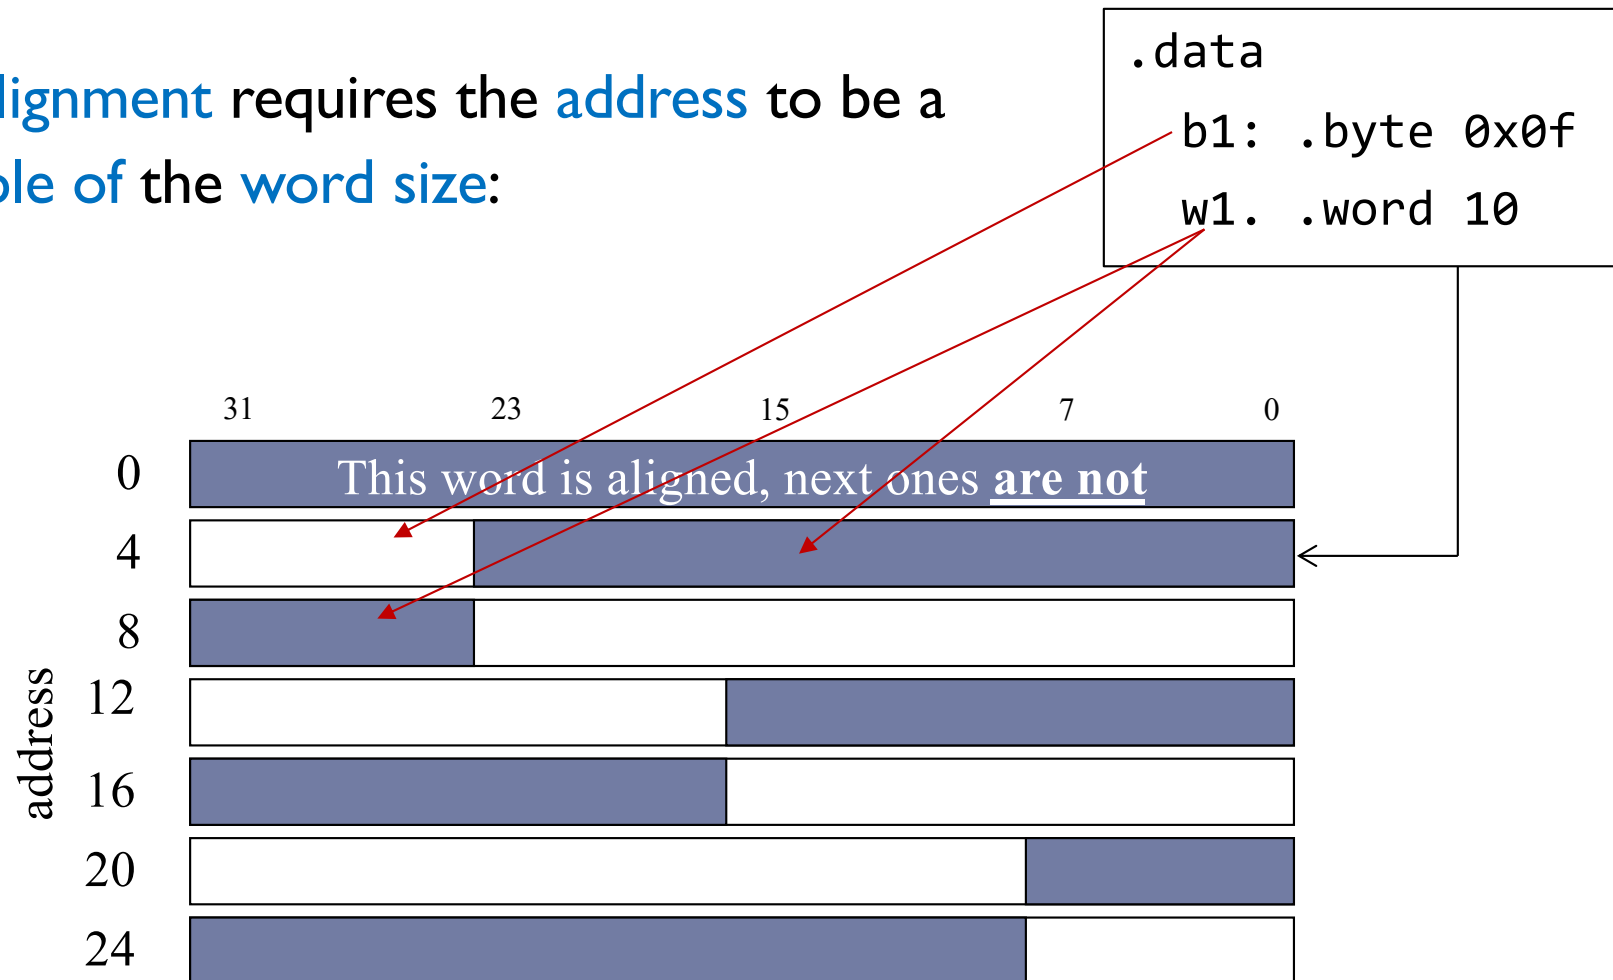 lignment requires the address to be a
ple of the word size:
.data
b1: .byte 0x0f
w1. .word 10
31 23 15 7 0
0 This word is aligned, next ones are not
4
8
12
16
20
24
address